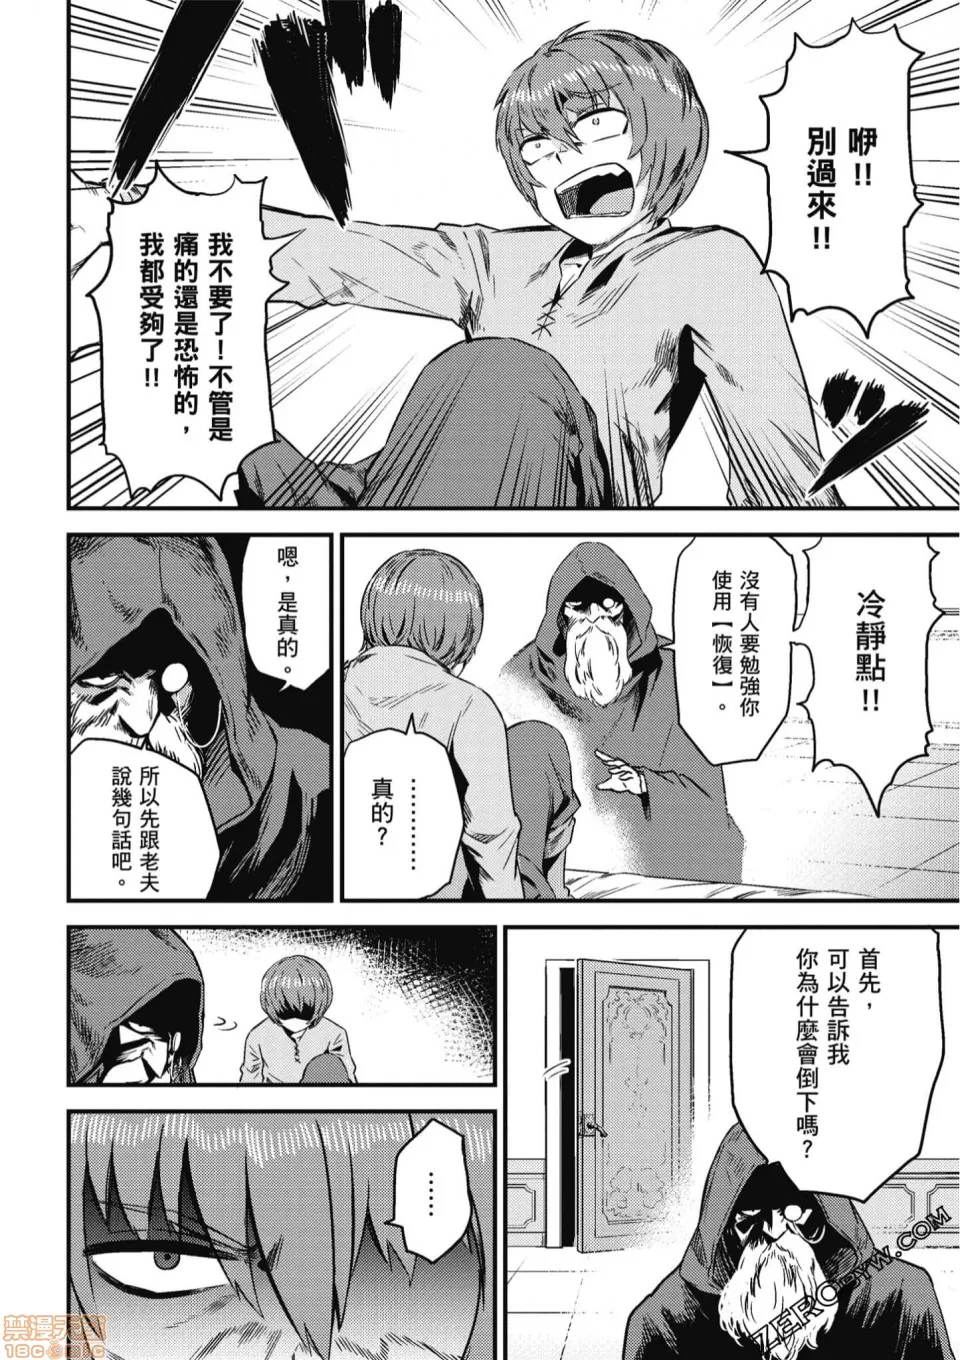 咿!!
別過來!!
我不要了！不管是
痛的還是恐怖的，
我都受夠了!!
冷靜點!!
沒有人要勉強你
使用【恢復】。
………
真的？
嗯，是真的。
所以先跟老夫
說幾句話吧。
首先，
可以告訴我
你為什麼會倒下嗎？
……
ZERODYW.COM
禁漫天堂
18COMIC